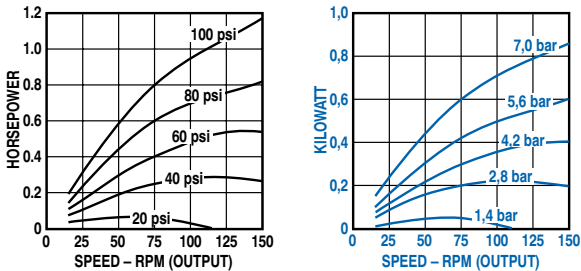 HORSEPOWER
1.2
1.0
0.8
0.6
0.4
0.2
0
100 psi
80 psi
60 psi
40 psi
20 psi
0 25 50 75 100 125 150
SPEED – RPM (OUTPUT)
KILOWATT
1,0
0,8
0,6
0,4
0,2
0
7,0 bar
5,6 bar
4,2 bar
2,8 bar
1,4 bar
0 25 50 75 100 125 150
SPEED – RPM (OUTPUT)